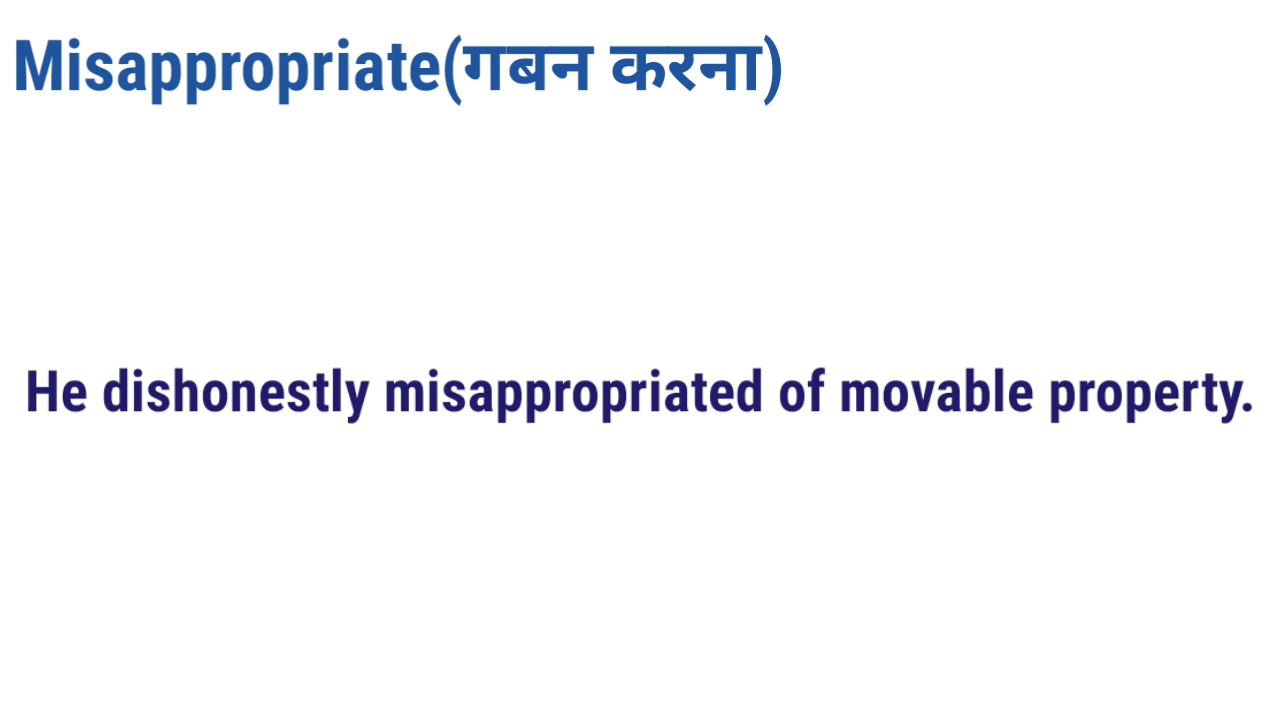 Misappropriate(गबन करना)
He dishonestly misappropriated of movable property.